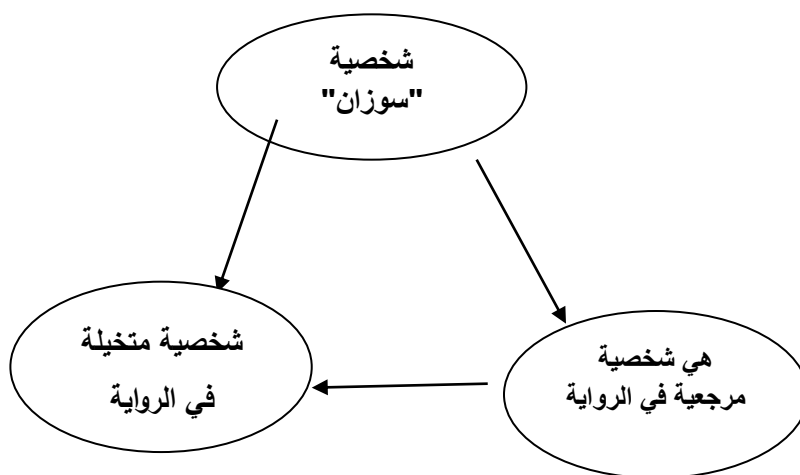 شخصية
"سوزان"
هي شخصية
مرجعية في الرواية
شخصية متخيلة
في الرواية